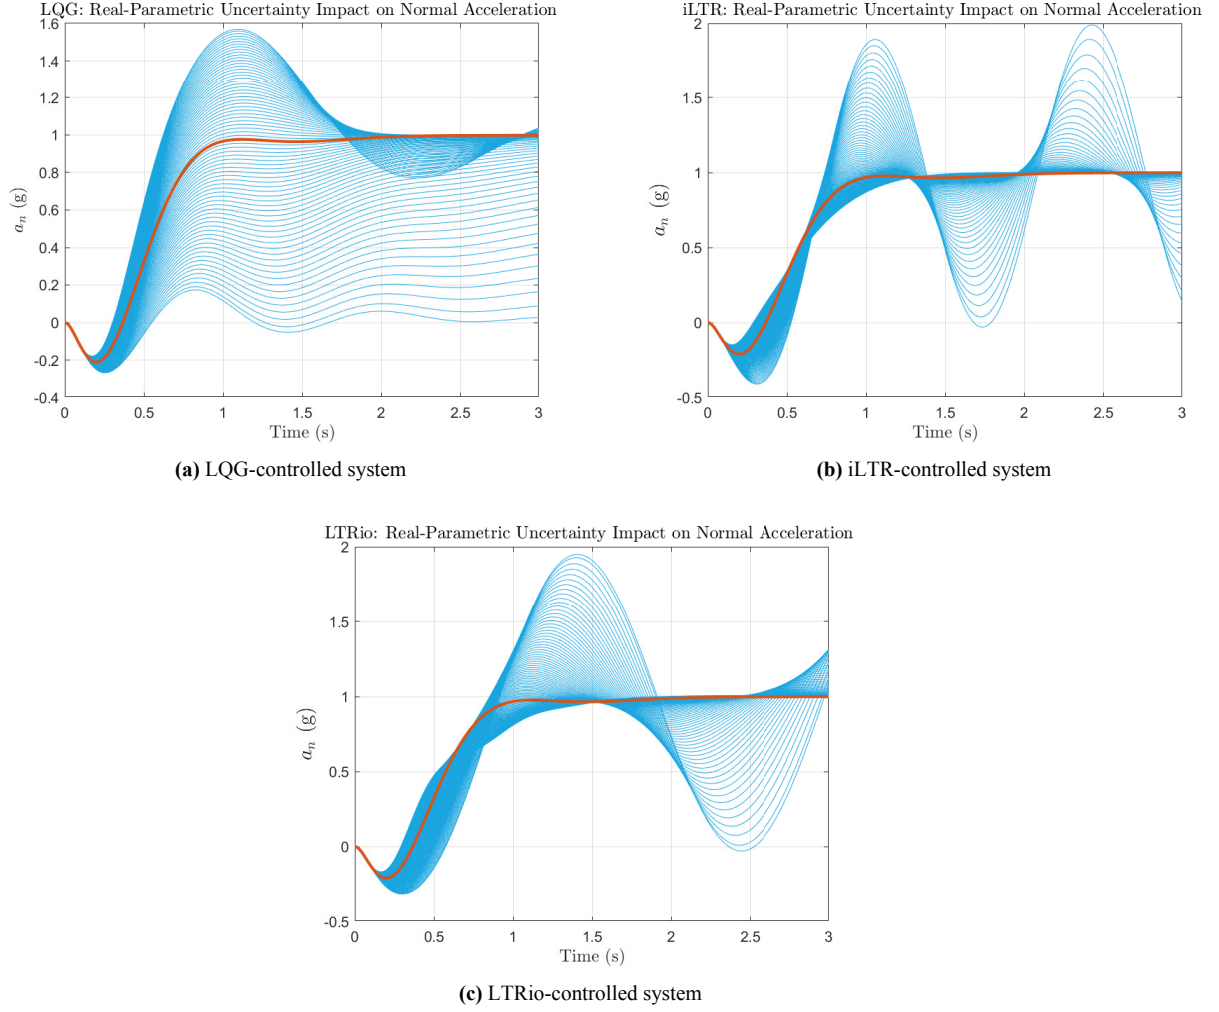 LQG: Real-Parametric Uncertainty Impact on Normal Acceleration
1.6
1.4
1.2
1
0.8
0.6
0.4
0.2
0
-0.2
-0.4
aₙ (g)
0 0.5 1 1.5 2 2.5 3
Time (s)
(a) LQG-controlled system
iLTR: Real-Parametric Uncertainty Impact on Normal Acceleration
2
1.5
1
0.5
0
-0.5
aₙ (g)
0 0.5 1 1.5 2 2.5 3
Time (s)
(b) iLTR-controlled system
LTRio: Real-Parametric Uncertainty Impact on Normal Acceleration
2
1.5
1
0.5
0
-0.5
aₙ (g)
0 0.5 1 1.5 2 2.5 3
Time (s)
(c) LTRio-controlled system